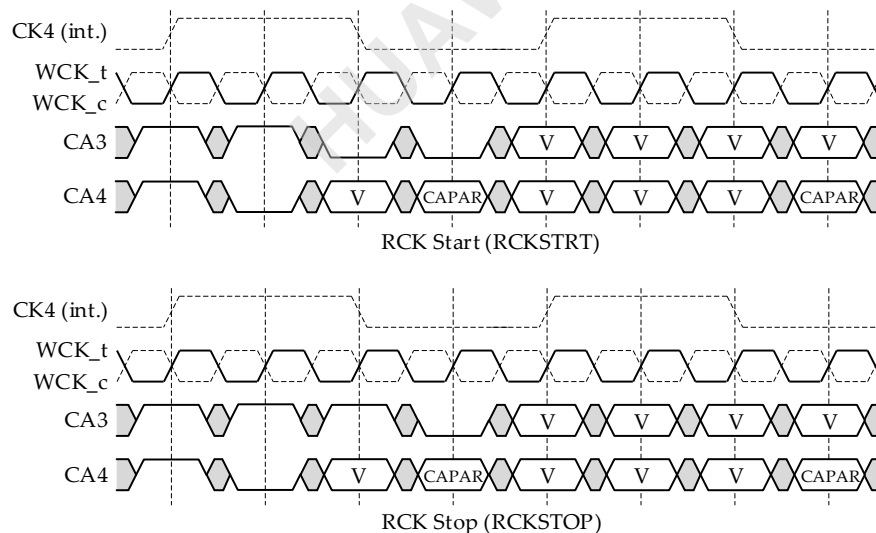 CK4 (int.)
WCK_t
WCK_c
CA3 V V V V
CA4 V CAPAR V V V CAPAR
RCK Start (RCKSTRT)
CK4 (int.)
WCK_t
WCK_c
CA3 V V V V
CA4 V CAPAR V V V CAPAR
RCK Stop (RCKSTOP)